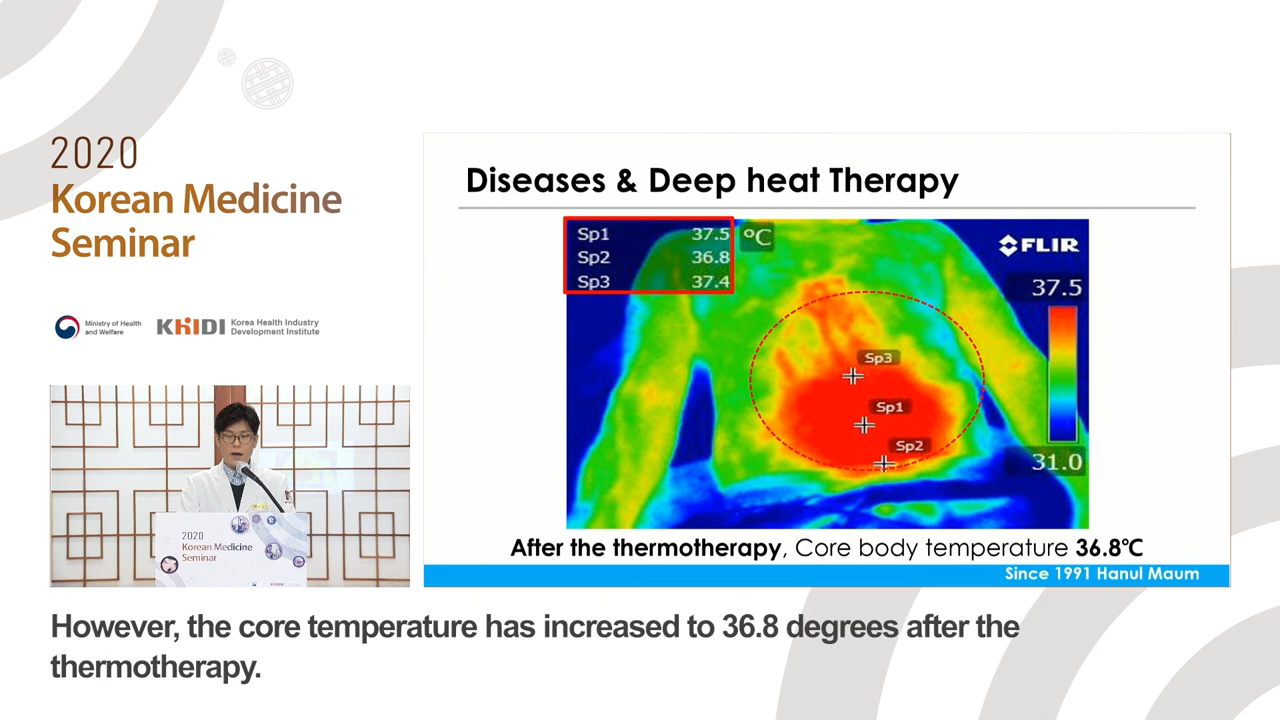 2020
Korean Medicine
Seminar
Ministry of Health
and Welfare
KHIDI
Korea Health Industry
Development Institute
Diseases & Deep heat Therapy
Sp1 37.5
Sp2 36.8
Sp3 37.4
°C
FLIR
37.5
Sp3
Sp1
Sp2
31.0
After the thermotherapy, Core body temperature 36.8℃
Since 1991 Hanul Maum
2020
Korean Medicine
Seminar
However, the core temperature has increased to 36.8 degrees after the
thermotherapy.